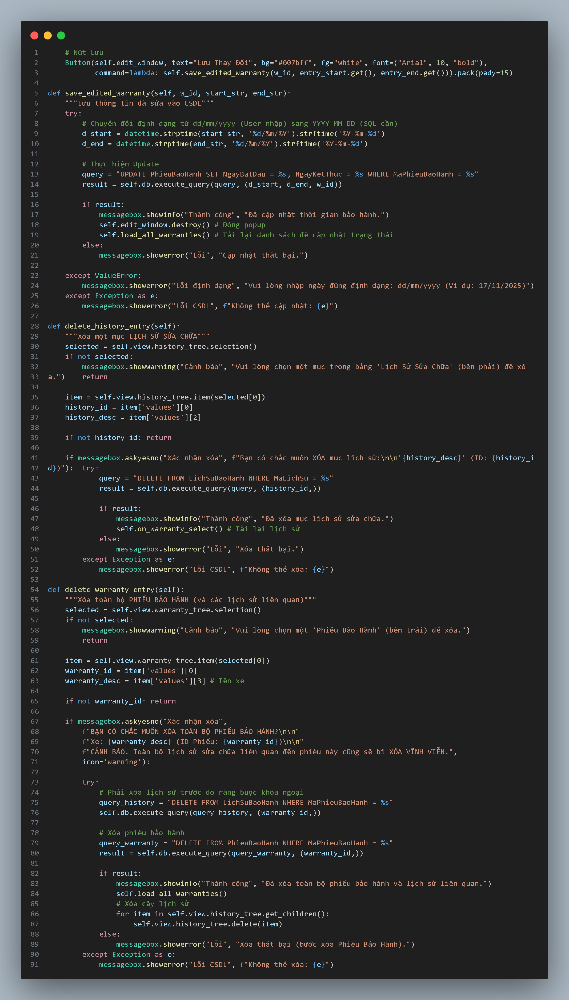 1 # Nút Lưu
2 Button(self.edit_window, text="Lưu Thay Đổi", bg="#007bff", fg="white", font=("Arial", 10, "bold"),
3 command=lambda: self.save_edited_warranty(w_id, entry_start.get(), entry_end.get())).pack(pady=15)
4
5 def save_edited_warranty(self, w_id, start_str, end_str):
6 """Lưu thông tin đã sửa vào CSDL"""
7 try:
8 # Chuyển đổi định dạng từ dd/mm/yyyy (User nhập) sang YYYY-MM-DD (SQL cần)
9 d_start = datetime.strptime(start_str, '%d/%m/%Y').strftime('%Y-%m-%d')
10 d_end = datetime.strptime(end_str, '%d/%m/%Y').strftime('%Y-%m-%d')
11
12 # Thực hiện Update
13 query = "UPDATE PhieuBaoHanh SET NgayBatDau = %s, NgayKetThuc = %s WHERE MaPhieuBaoHanh = %s"
14 result = self.db.execute_query(query, (d_start, d_end, w_id))
15
16 if result:
17 messagebox.showinfo("Thành công", "Đã cập nhật thời gian bảo hành.")
18 self.edit_window.destroy() # Đóng popup
19 self.load_all_warranties() # Tải lại danh sách để cập nhật trạng thái
20 else:
21 messagebox.showerror("Lỗi", "Cập nhật thất bại.")
22
23 except ValueError:
24 messagebox.showerror("Lỗi định dạng", "Vui lòng nhập ngày đúng định dạng: dd/mm/yyyy (Ví dụ: 17/11/2025)")
25 except Exception as e:
26 messagebox.showerror("Lỗi CSDL", f"Không thể cập nhật: {e}")
27
28 def delete_history_entry(self):
29 """Xóa một mục LỊCH SỬ SỬA CHỮA"""
30 selected = self.view.history_tree.selection()
31 if not selected:
32 messagebox.showwarning("Cảnh báo", "Vui lòng chọn một mục trong bảng 'Lịch Sử Sửa Chữa' (bên phải) để xó
33 a.") return
34
35 item = self.view.history_tree.item(selected[0])
36 history_id = item['values'][0]
37 history_desc = item['values'][2]
38
39 if not history_id: return
40
41 if messagebox.askyesno("Xác nhận xóa", f"Bạn có chắc muốn XÓA mục lịch sử:\n\n'{history_desc}' (ID: {history_i
42 d})"): try:
43 query = "DELETE FROM LichSuBaoHanh WHERE MaLichSu = %s"
44 result = self.db.execute_query(query, (history_id,))
45
46 if result:
47 messagebox.showinfo("Thành công", "Đã xóa mục lịch sử sửa chữa.")
48 self.on_warranty_select() # Tải lại lịch sử
49 else:
50 messagebox.showerror("Lỗi", "Xóa thất bại.")
51 except Exception as e:
52 messagebox.showerror("Lỗi CSDL", f"Không thể xóa: {e}")
53
54 def delete_warranty_entry(self):
55 """Xóa toàn bộ PHIẾU BẢO HÀNH (và các lịch sử liên quan)"""
56 selected = self.view.warranty_tree.selection()
57 if not selected:
58 messagebox.showwarning("Cảnh báo", "Vui lòng chọn một 'Phiếu Bảo Hành' (bên trái) để xóa.")
59 return
60
61 item = self.view.warranty_tree.item(selected[0])
62 warranty_id = item['values'][0]
63 warranty_desc = item['values'][3] # Tên xe
64
65 if not warranty_id: return
66
67 if messagebox.askyesno("Xác nhận xóa",
68 f"BẠN CÓ CHẮC MUỐN XÓA TOÀN BỘ PHIẾU BẢO HÀNH?\n\n"
69 f"Xe: {warranty_desc} (ID Phiếu: {warranty_id})\n\n"
70 f"CẢNH BÁO: Toàn bộ lịch sử sửa chữa liên quan đến phiếu này cũng sẽ bị XÓA VĨNH VIỄN.",
71 icon='warning'):
72
73 try:
74 # Phải xóa lịch sử trước do ràng buộc khóa ngoại
75 query_history = "DELETE FROM LichSuBaoHanh WHERE MaPhieuBaoHanh = %s"
76 self.db.execute_query(query_history, (warranty_id,))
77
78 # Xóa phiếu bảo hành
79 query_warranty = "DELETE FROM PhieuBaoHanh WHERE MaPhieuBaoHanh = %s"
80 result = self.db.execute_query(query_warranty, (warranty_id,))
81
82 if result:
83 messagebox.showinfo("Thành công", "Đã xóa toàn bộ phiếu bảo hành và lịch sử liên quan.")
84 self.load_all_warranties()
85 # Xóa cây lịch sử
86 for item in self.view.history_tree.get_children():
87 self.view.history_tree.delete(item)
88 else:
89 messagebox.showerror("Lỗi", "Xóa thất bại (bước xóa Phiếu Bảo Hành).")
90 except Exception as e:
91 messagebox.showerror("Lỗi CSDL", f"Không thể xóa: {e}")